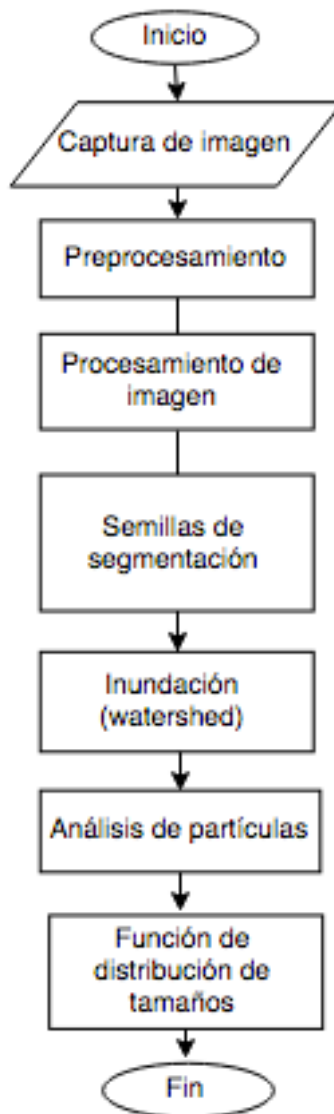 Inicio
Captura de imagen
Preprocesamiento
Procesamiento de
imagen
Semillas de
segmentación
Inundación
(watershed)
Análisis de partículas
Función de
distribución de
tamaños
Fin